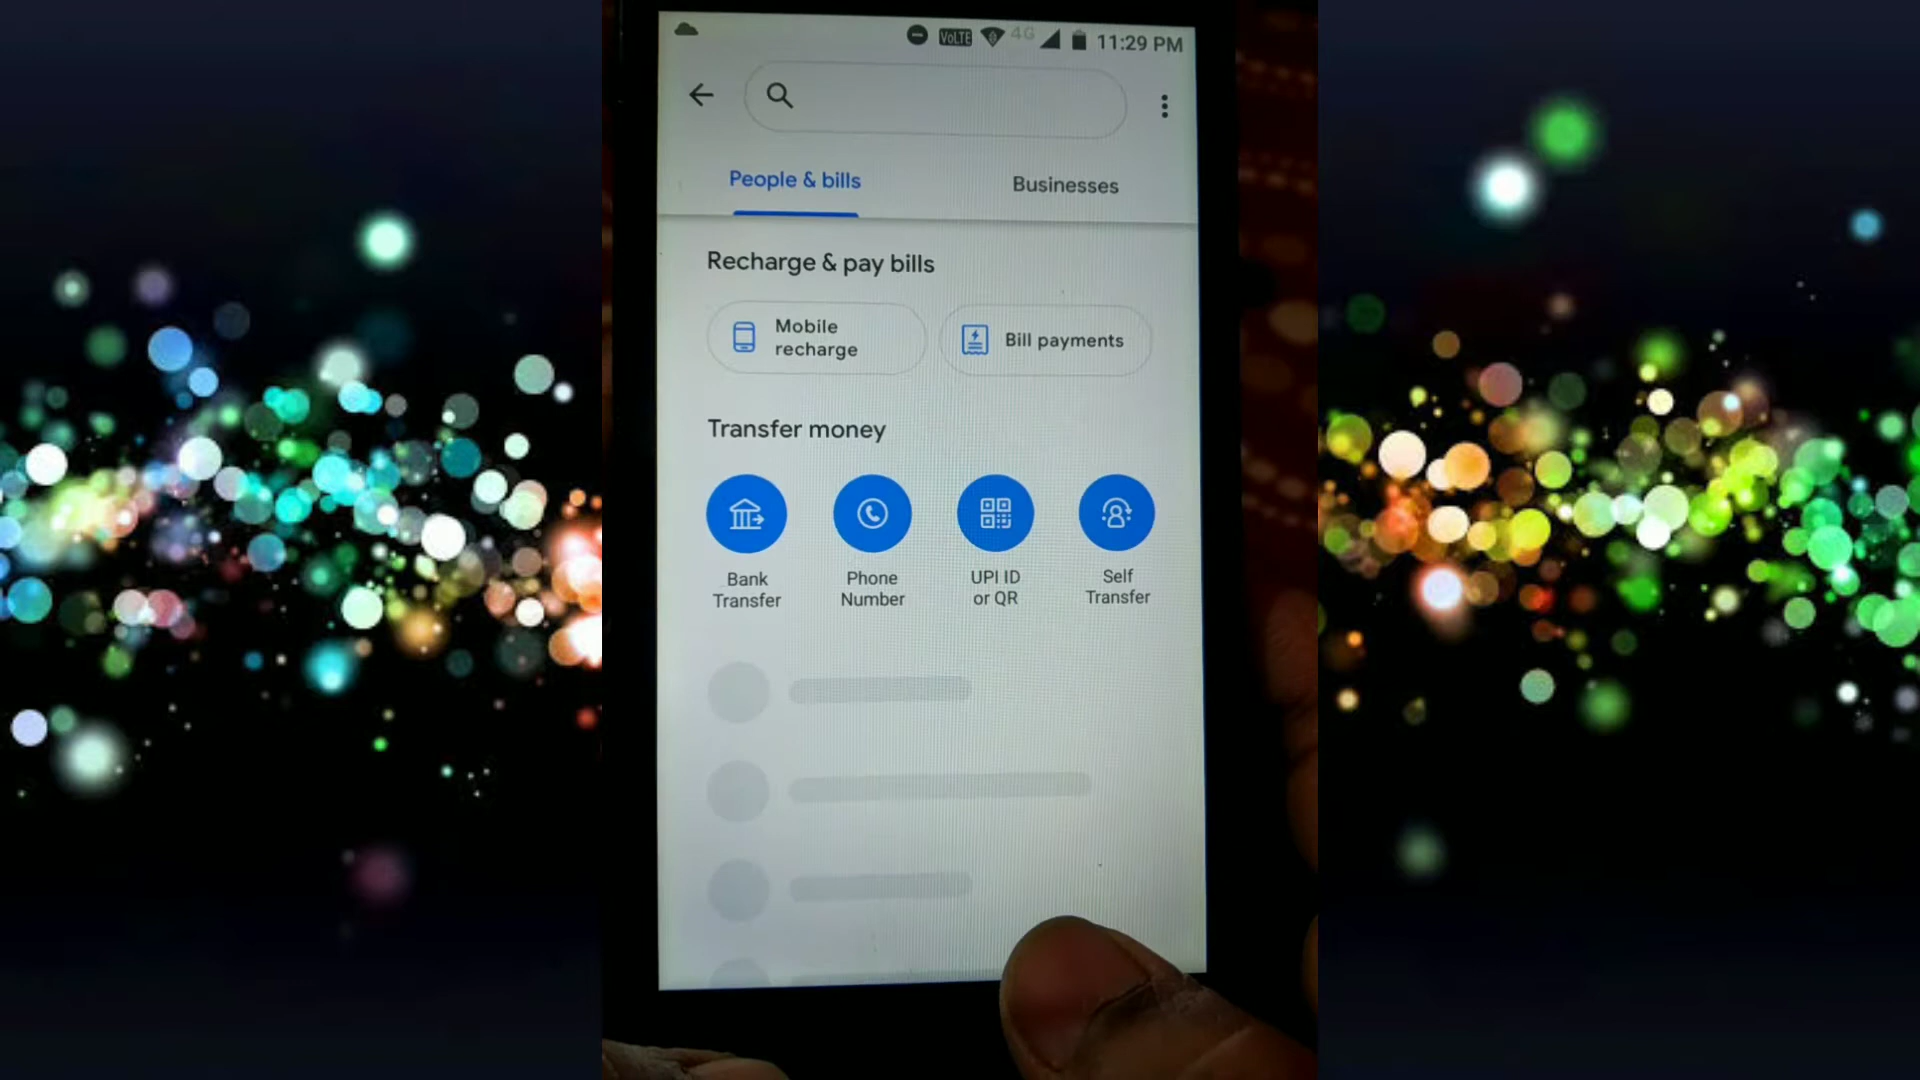 VoLTE 4G 11:29 PM
People & bills
Businesses
Recharge & pay bills
Mobile
recharge
Bill payments
Transfer money
Bank
Transfer
Phone
Number
UPI ID
or QR
Self
Transfer